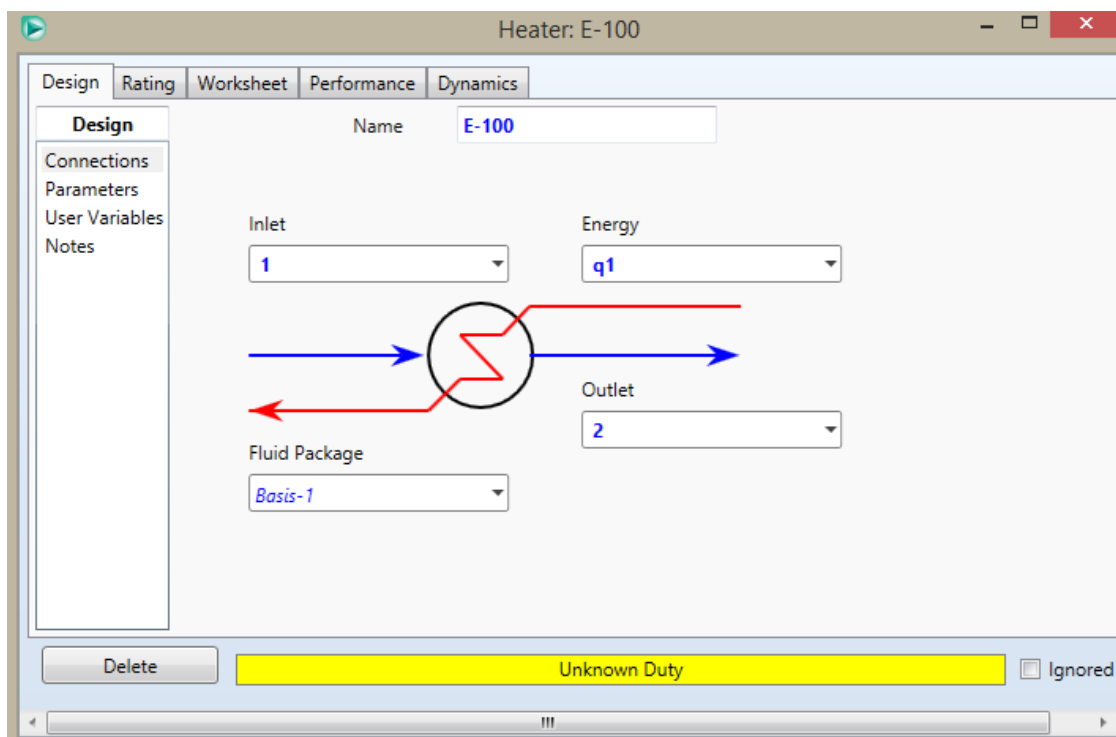 Heater: E-100
Design Rating Worksheet Performance Dynamics
Design
Connections
Parameters
User Variables
Notes
Name E-100
Inlet Energy
1 q1
Outlet
2
Fluid Package
Basis-1
Delete Unknown Duty Ignored